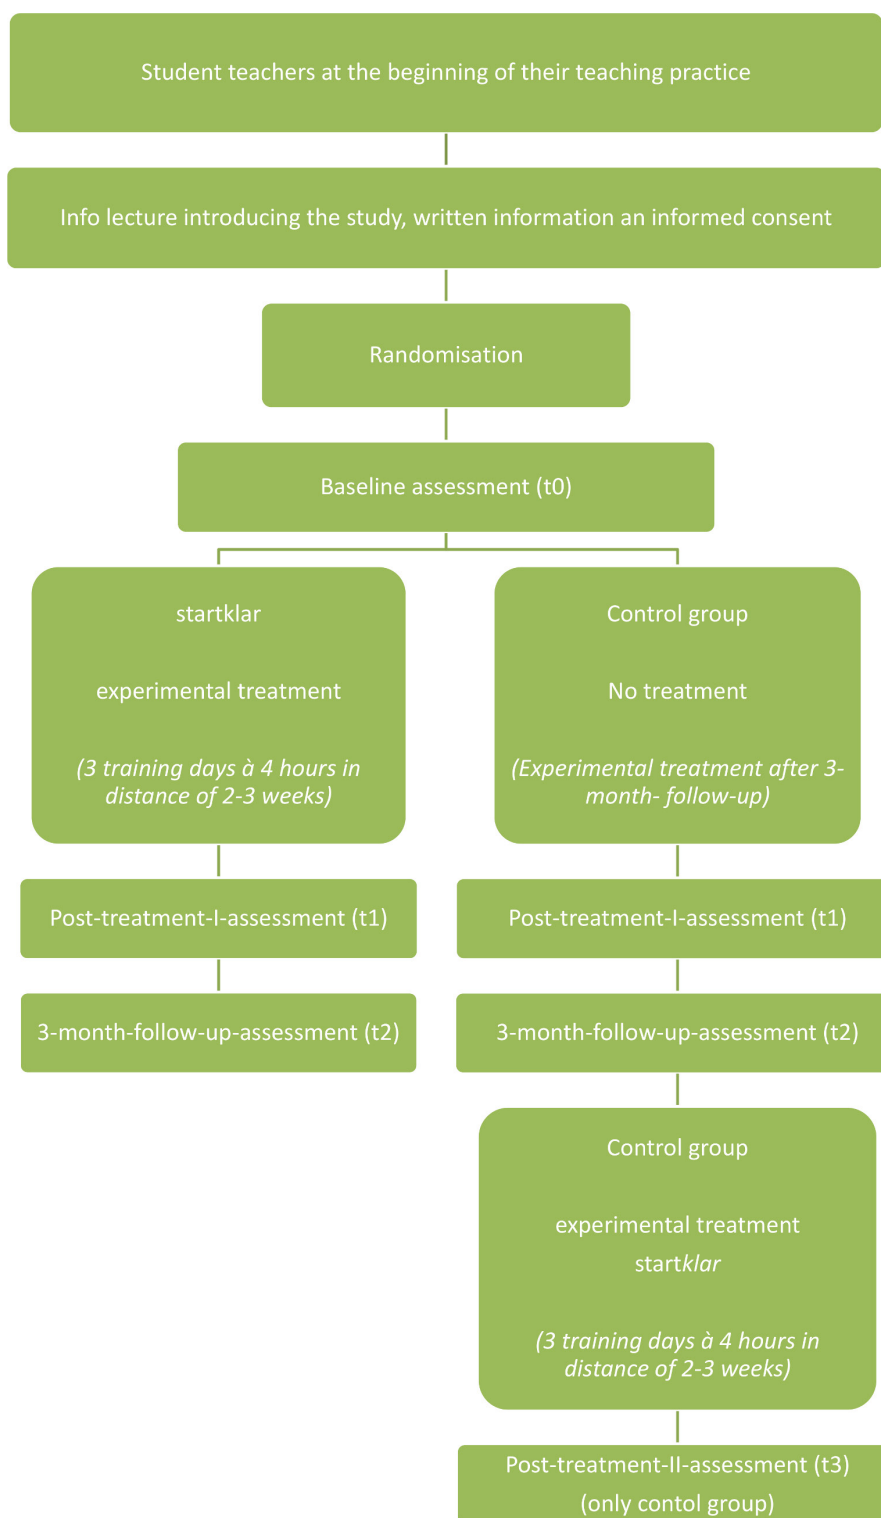 Student teachers at the beginning of their teaching practice
Info lecture introducing the study, written information an informed consent
Randomisation
Baseline assessment (t0)
startklar
experimental treatment
(3 training days à 4 hours in
distance of 2-3 weeks)
Control group
No treatment
(Experimental treatment after 3-
month- follow-up)
Post-treatment-I-assessment (t1)
Post-treatment-I-assessment (t1)
3-month-follow-up-assessment (t2)
3-month-follow-up-assessment (t2)
Control group
experimental treatment
startklar
(3 training days à 4 hours in
distance of 2-3 weeks)
Post-treatment-II-assessment (t3)
(only contol group)